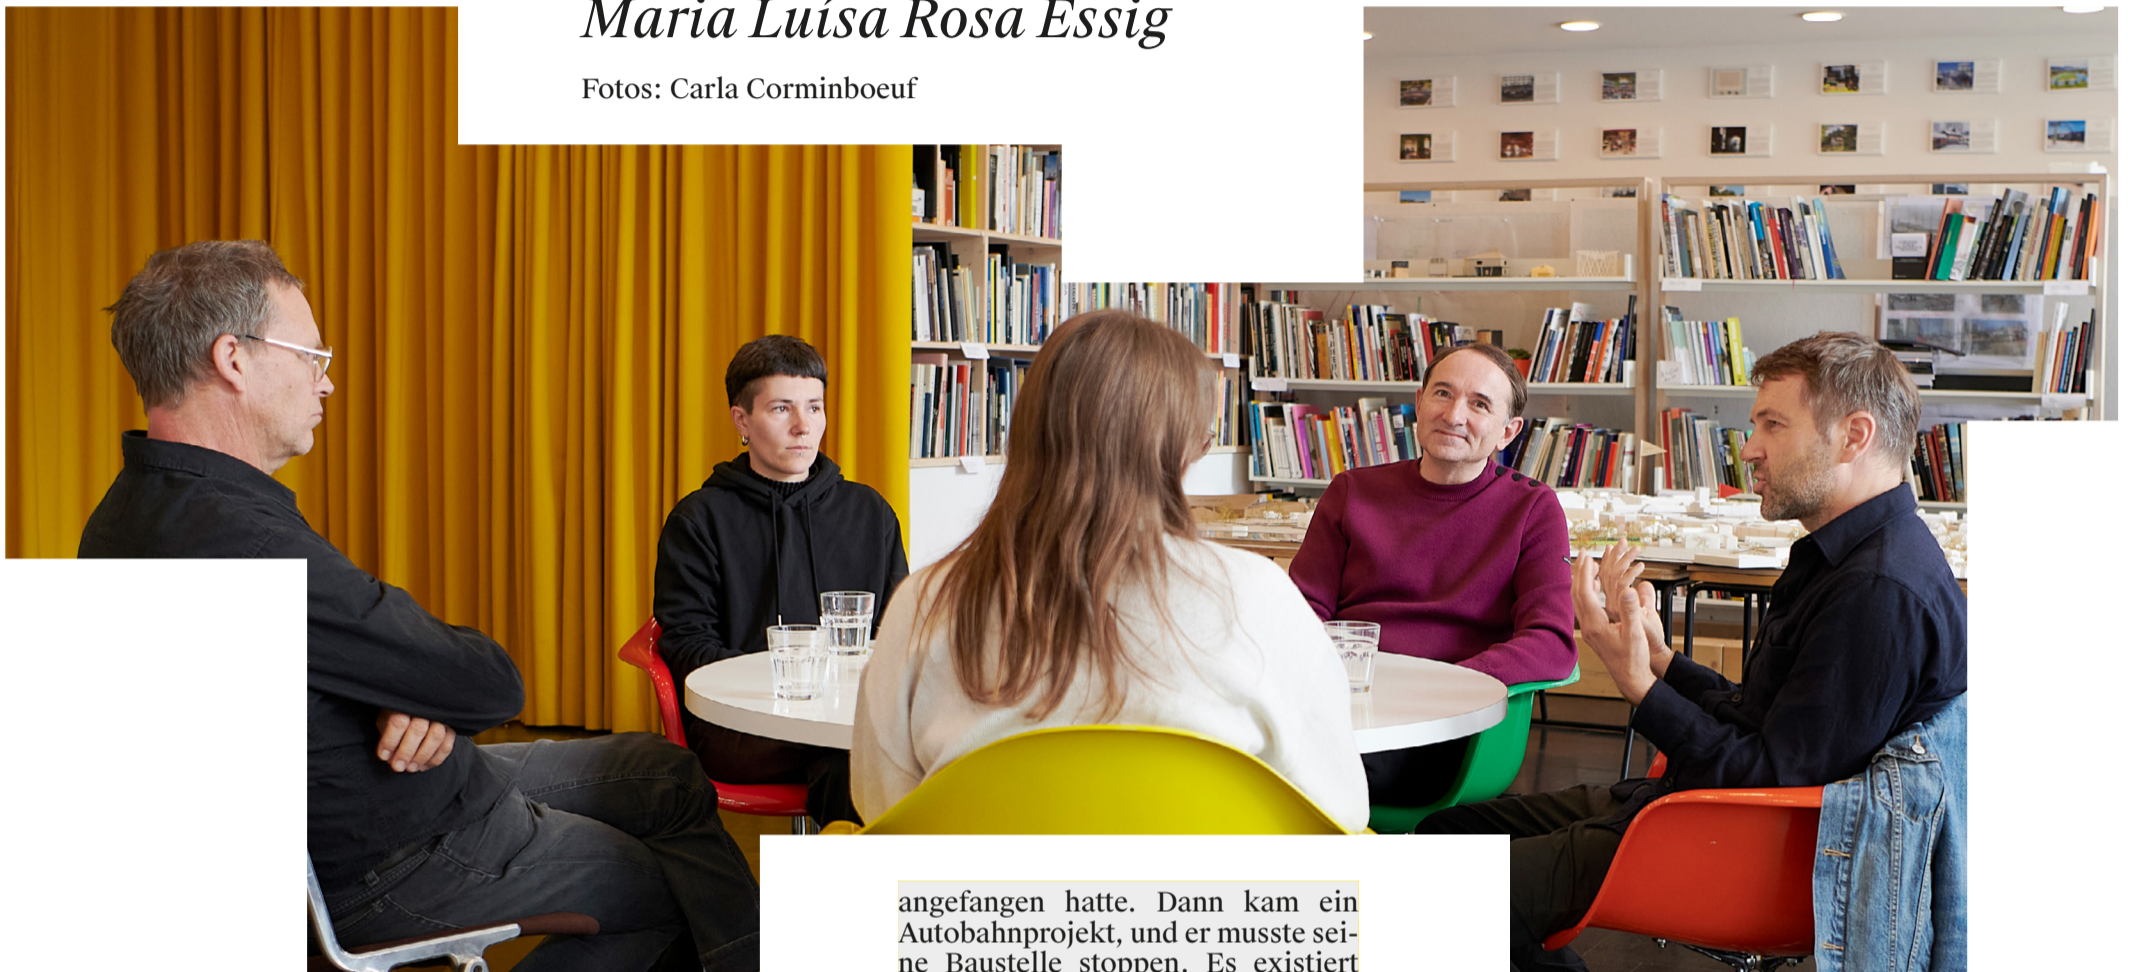 Maria Luísa Rosa Essig
Fotos: Carla Corminboeuf
angefangen hatte. Dann kam ein
Autobahnprojekt, und er musste sei-
ne Baustelle stoppen. Es existiert